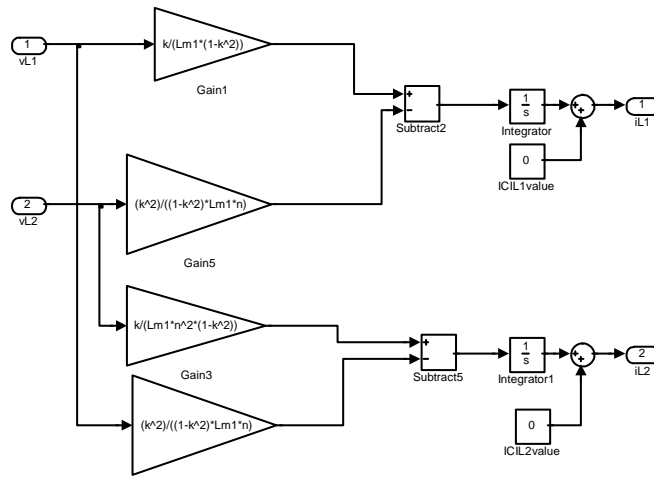 1
vL1
k/(Lm1*(1-k^2))
Gain1
+
−
Subtract2
1
s
Integrator
+
+
1
iL1
0
ICIL1value
2
vL2
(k^2)/((1-k^2)*Lm1*n)
Gain5
k/(Lm1*n^2*(1-k^2))
Gain3
+
−
Subtract5
1
s
Integrator1
+
+
2
iL2
(k^2)/((1-k^2)*Lm1*n)
0
ICIL2value